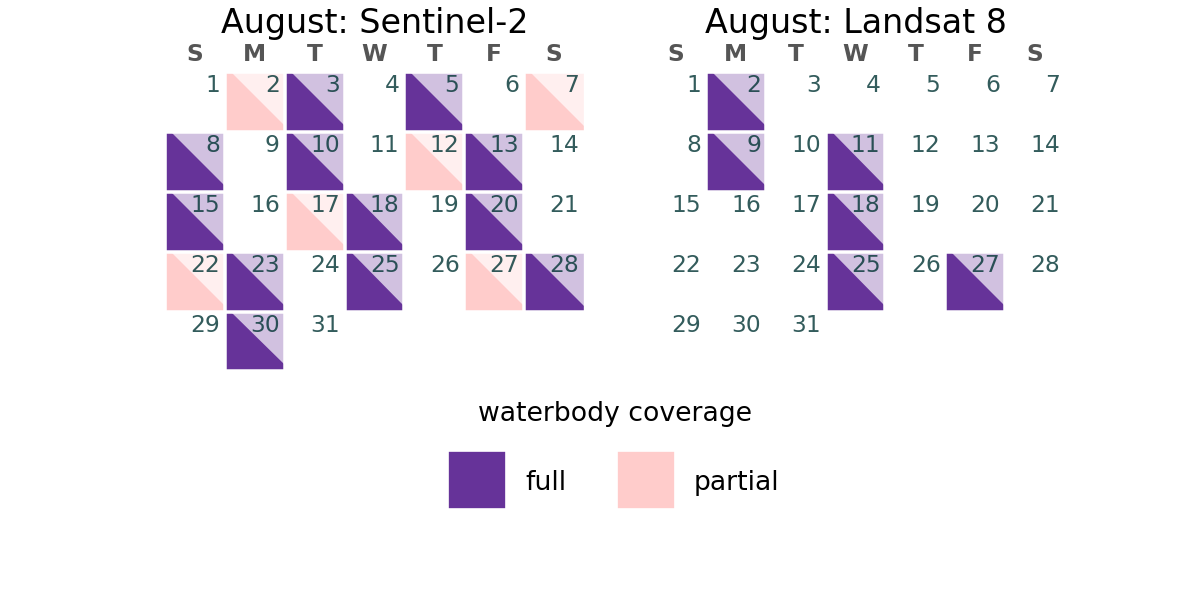 August: Sentinel-2
S M T W T F S
1 2 3 4 5 6 7
8 9 10 11 12 13 14
15 16 17 18 19 20 21
22 23 24 25 26 27 28
29 30 31
August: Landsat 8
S M T W T F S
1 2 3 4 5 6 7
8 9 10 11 12 13 14
15 16 17 18 19 20 21
22 23 24 25 26 27 28
29 30 31
waterbody coverage
full partial